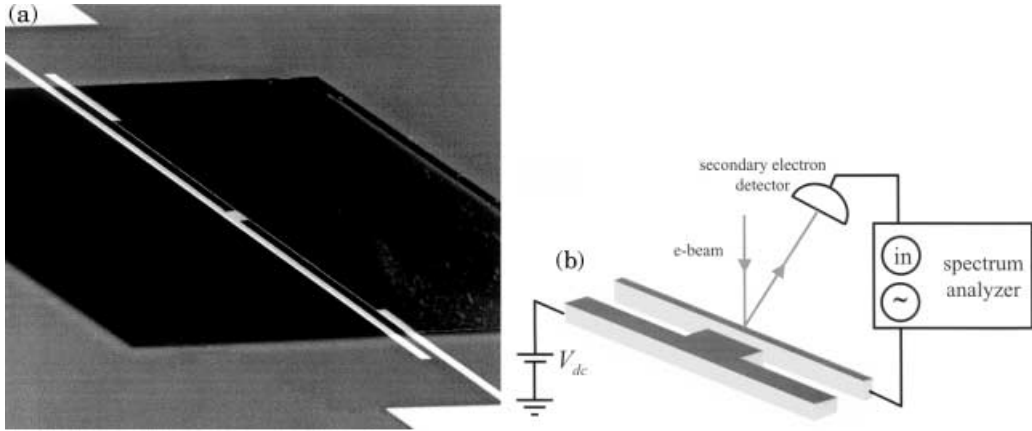 (a)
secondary electron
detector
e-beam
(b)
in
~
spectrum
analyzer
V_dc